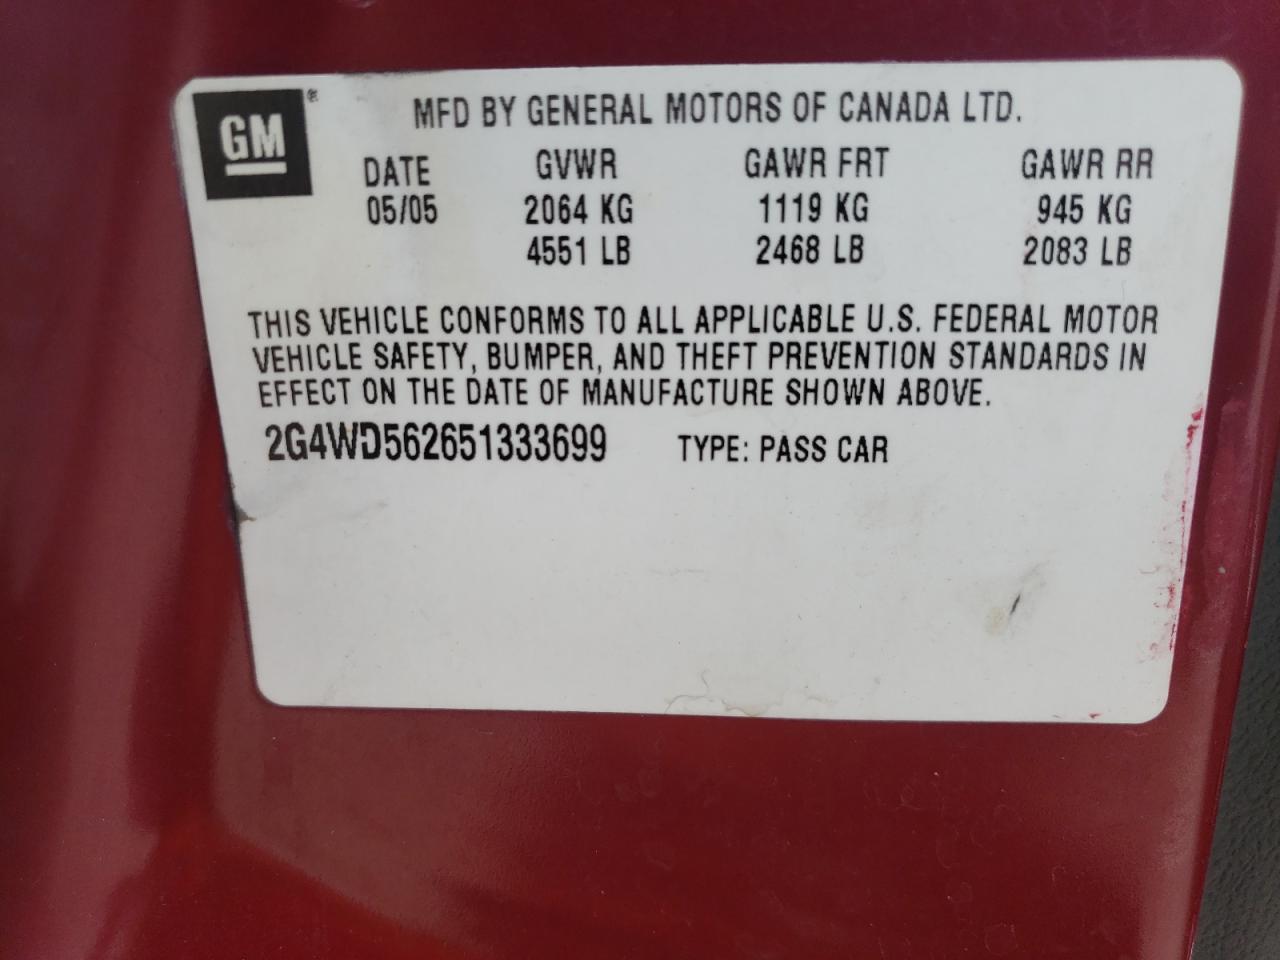 GM®
MFD BY GENERAL MOTORS OF CANADA LTD.
DATE GVWR GAWR FRT GAWR RR
05/05 2064 KG 1119 KG 945 KG
4551 LB 2468 LB 2083 LB
THIS VEHICLE CONFORMS TO ALL APPLICABLE U.S. FEDERAL MOTOR
VEHICLE SAFETY, BUMPER, AND THEFT PREVENTION STANDARDS IN
EFFECT ON THE DATE OF MANUFACTURE SHOWN ABOVE.
2G4WD562651333699 TYPE: PASS CAR